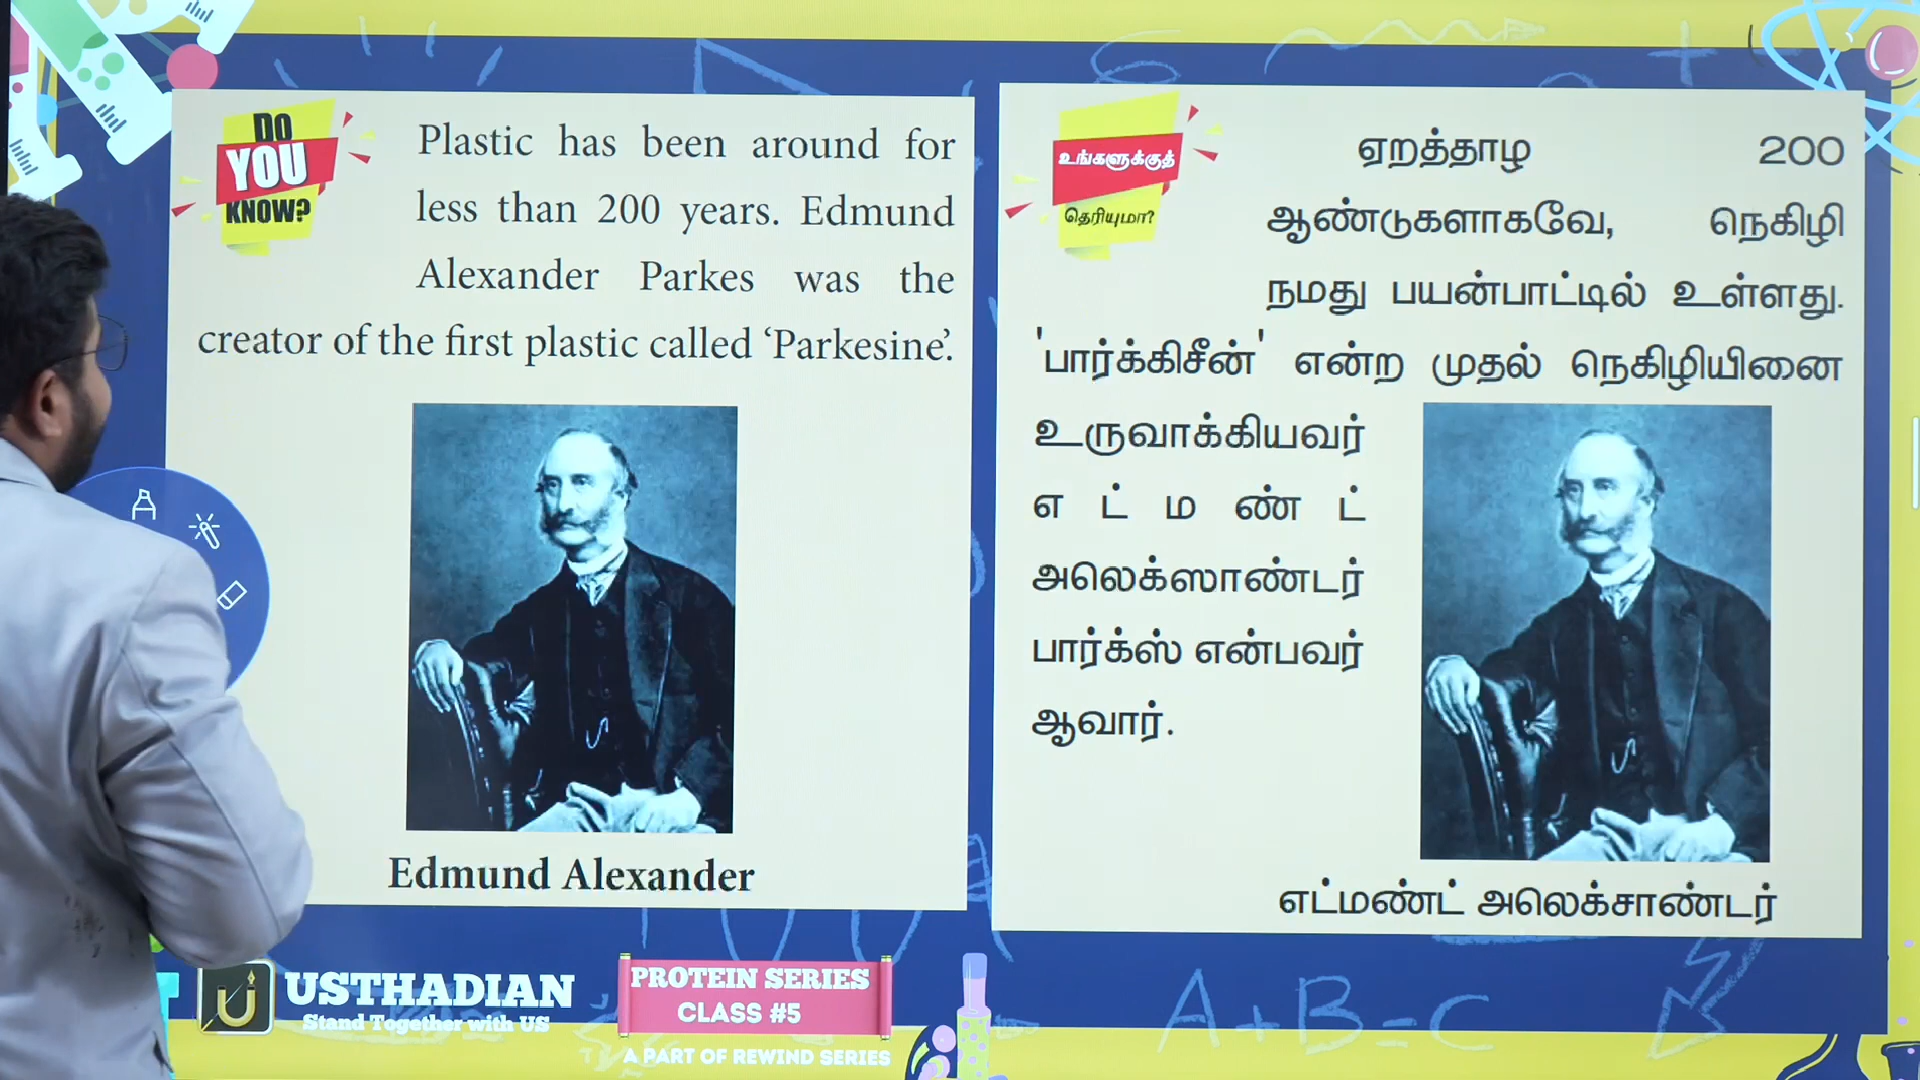 DO
YOU
KNOW?
Plastic has been around for
less than 200 years. Edmund
Alexander Parkes was the
creator of the first plastic called ‘Parkesine’.
Edmund Alexander
உங்களுக்குத்
தெரியுமா?
ஏறத்தாழ 200
ஆண்டுகளாகவே, நெகிழி
நமது பயன்பாட்டில் உள்ளது.
'பார்க்கிசீன்' என்ற முதல் நெகிழியினை
உருவாக்கியவர்
எ ட் ம ண் ட்
அலெக்ஸாண்டர்
பார்க்ஸ் என்பவர்
ஆவார்.
எட்மண்ட் அலெக்சாண்டர்
USTHADIAN
Stand Together with US
PROTEIN SERIES
CLASS #5
A PART OF REWIND SERIES
A+B=C